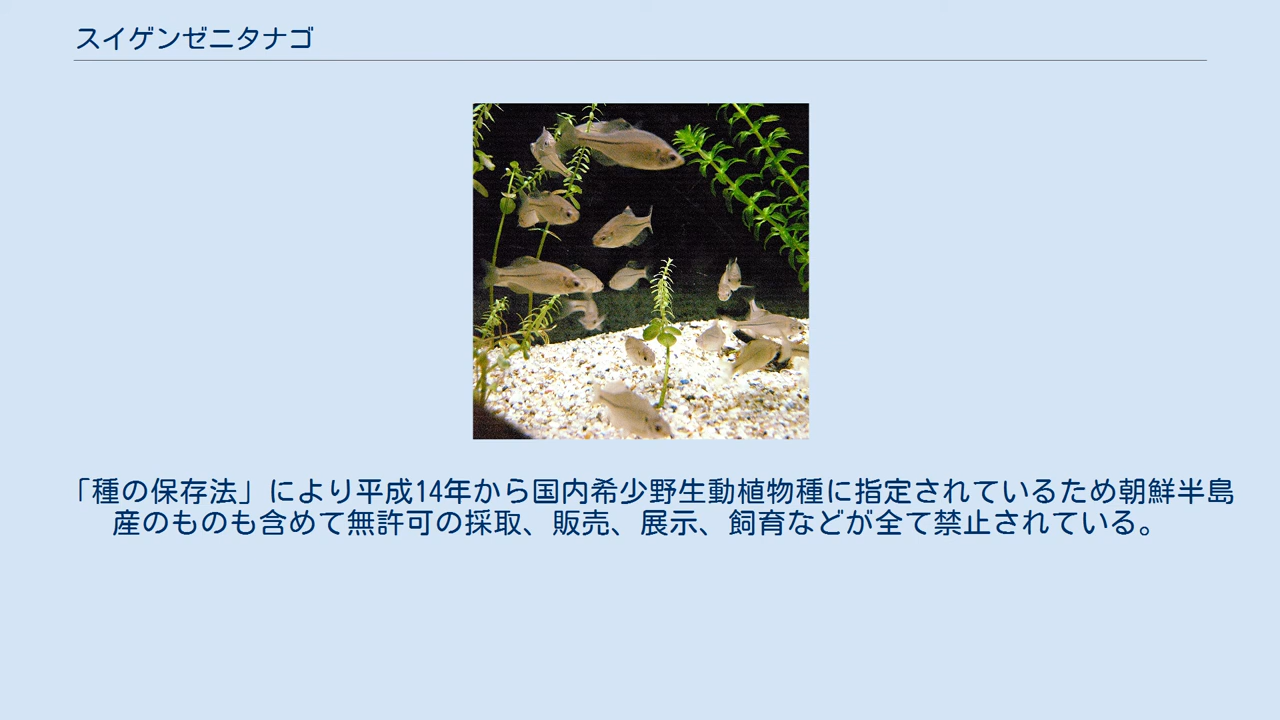 スイゲンゼニタナゴ
「種の保存法」により平成14年から国内希少野生動植物種に指定されているため朝鮮半島
産のものも含めて無許可の採取、販売、展示、飼育などが全て禁止されている。